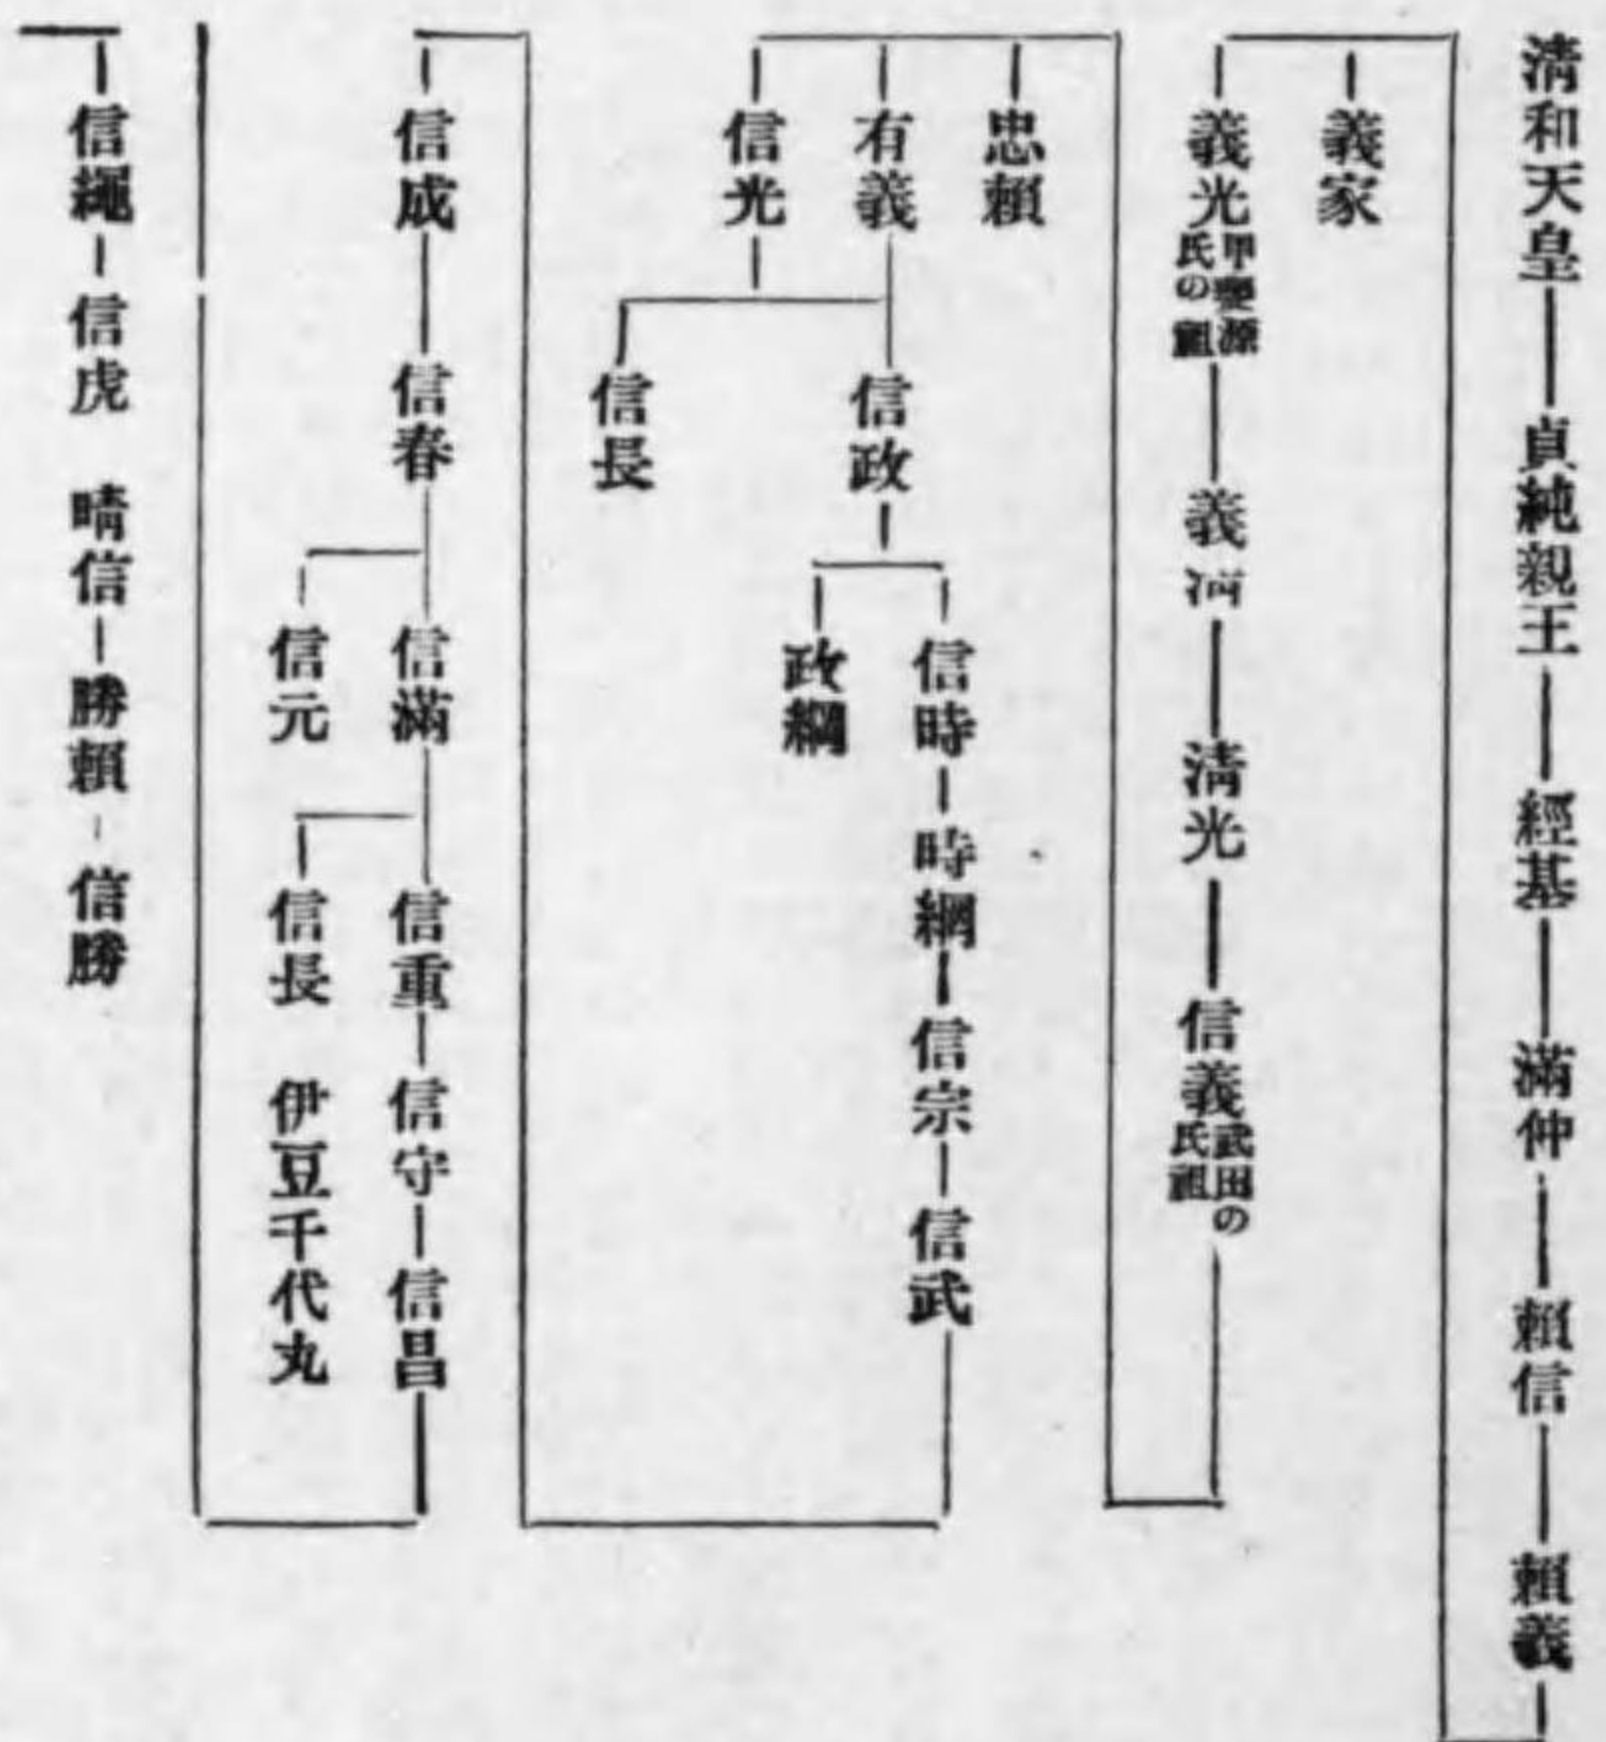 清和天皇―貞純親王―經基―滿仲―賴信―賴義
義家
義光 甲斐源氏の祖―義清―清光―信義 武田の氏祖
忠賴
有義
信光
信政
信長
信時―時綱―信宗―信武
政綱
信成―信春
信滿
信元
信重―信守―信昌
信長 伊豆千代丸
信繩―信虎 晴信―勝賴―信勝